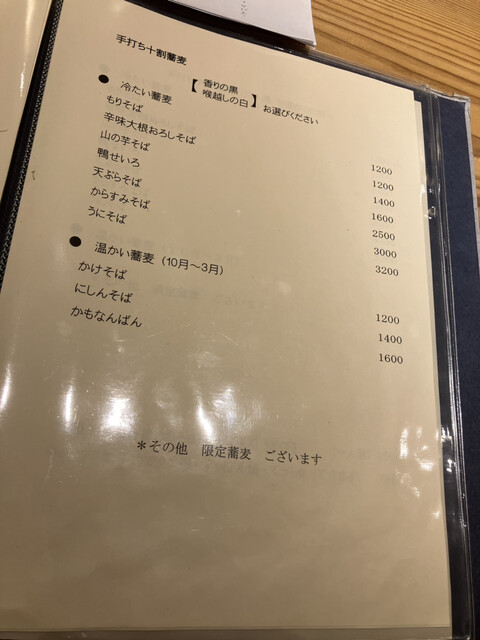 手打ち十割蕎麦
● 冷たい蕎麦 【 香りの黒
喉越しの白 】 お選びください
もりそば 1200
辛味大根おろしそば 1200
山の芋そば 1400
鴨せいろ 1600
天ぷらそば 2500
からすみそば 3000
うにそば 3200
● 温かい蕎麦（10月～3月）
かけそば 1200
にしんそば 1400
かもなんばん 1600
＊その他 限定蕎麦 ございます